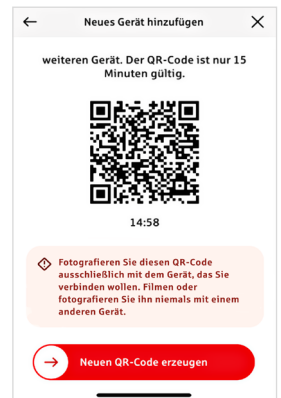 Neues Gerät hinzufügen
weiteren Gerät. Der QR-Code ist nur 15
Minuten gültig.
14:58
Fotografieren Sie diesen QR-Code
ausschließlich mit dem Gerät, das Sie
verbinden wollen. Filmen oder
fotografieren Sie ihn niemals mit einem
anderen Gerät.
Neuen QR-Code erzeugen